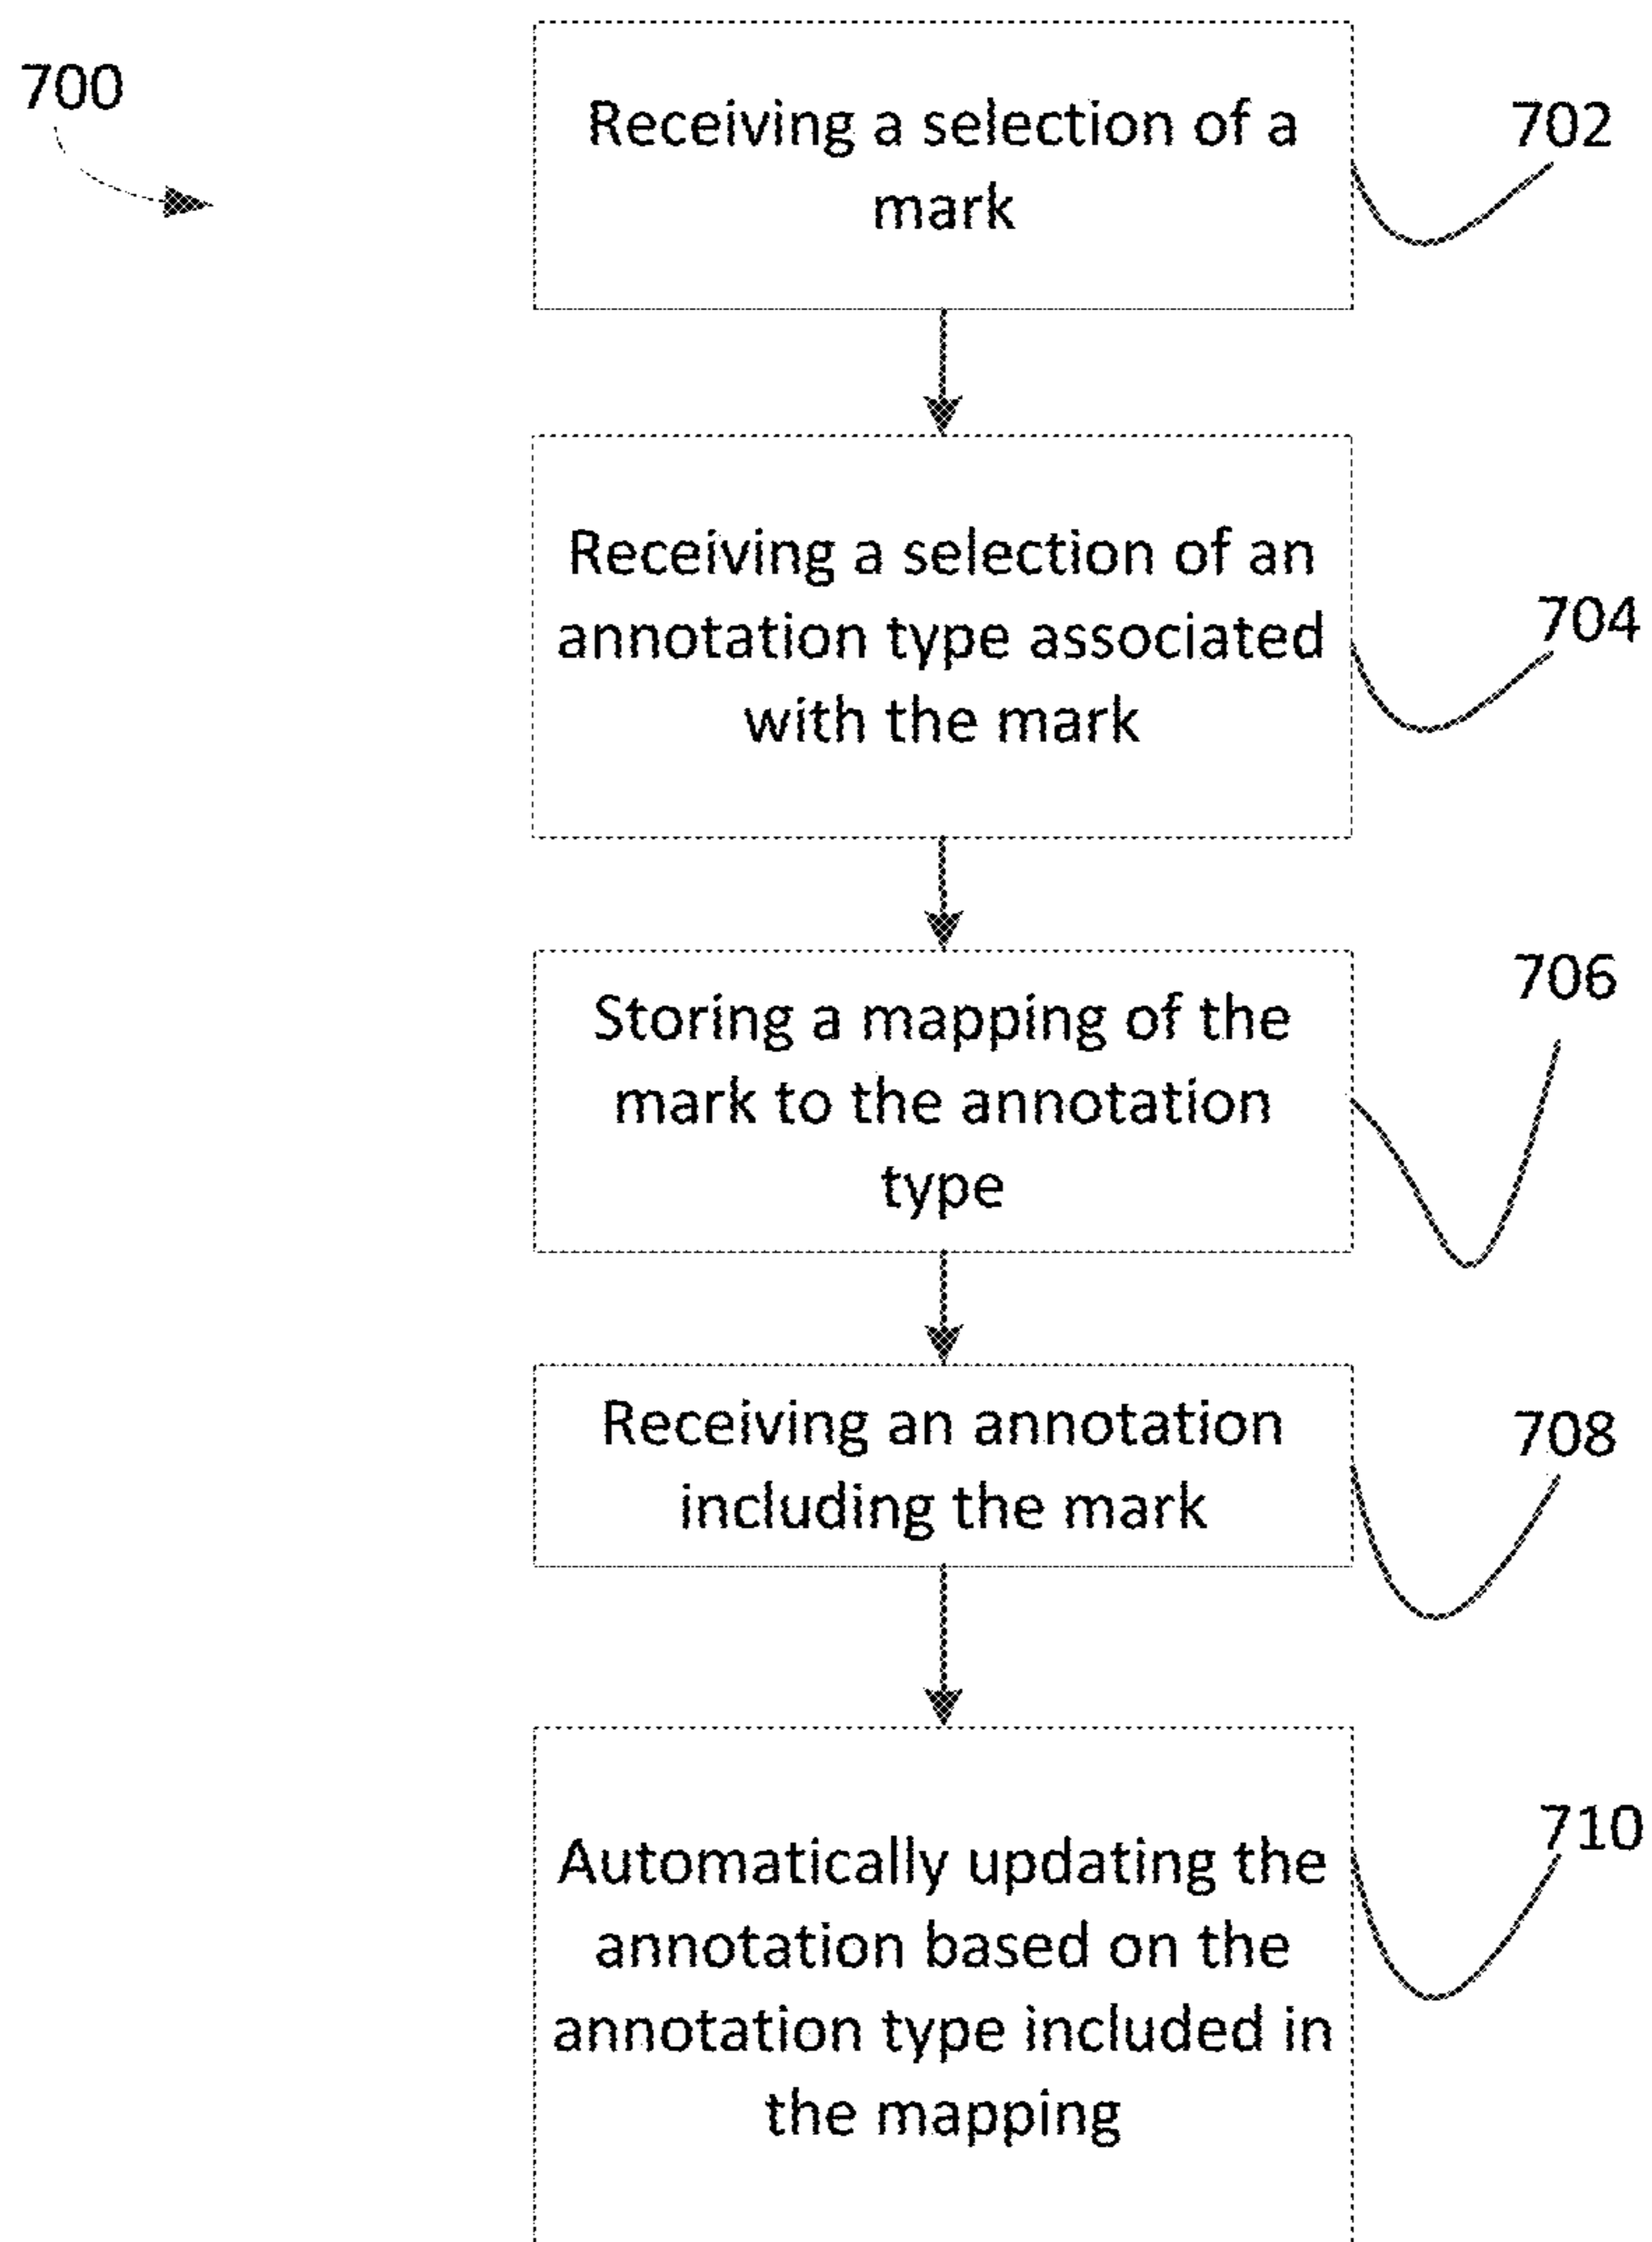 700
Receiving a selection of a
mark
702
Receiving a selection of an
annotation type associated
with the mark
704
Storing a mapping of the
mark to the annotation
type
706
Receiving an annotation
including the mark
708
Automatically updating the
annotation based on the
annotation type included in
the mapping
710